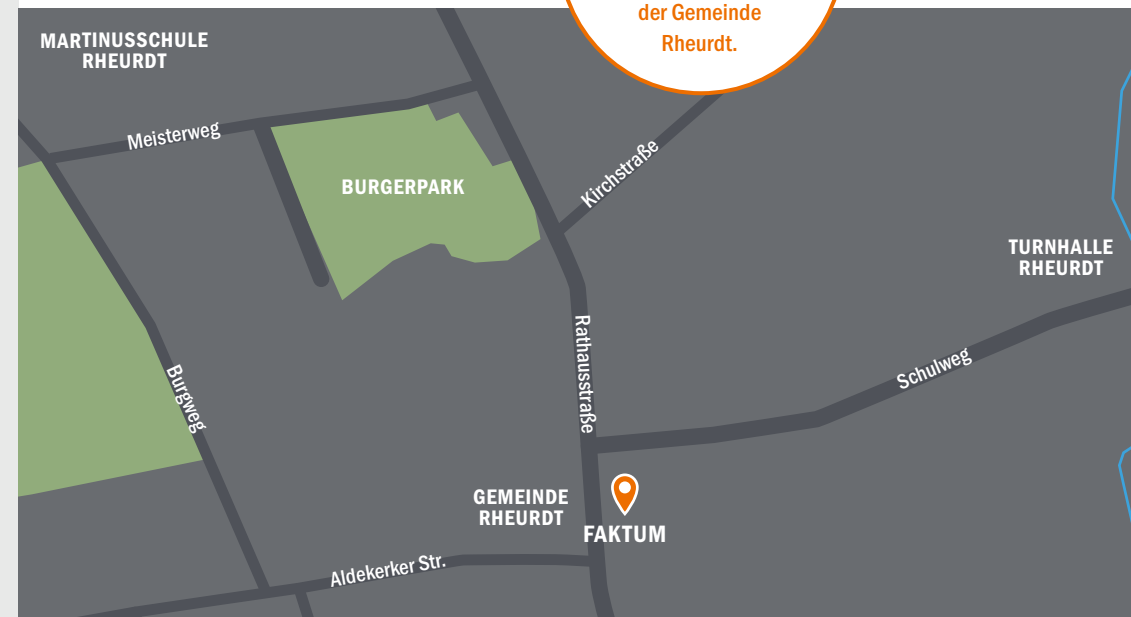 der Gemeinde
Rheurdt.
MARTINUSSCHULE
RHEURDT
Meisterweg
BURGERPARK
Kirchstraße
TURNHALLE
RHEURDT
Rathausstraße
Schulweg
Burgweg
GEMEINDE
RHEURDT
FAKTUM
Aldekerker Str.